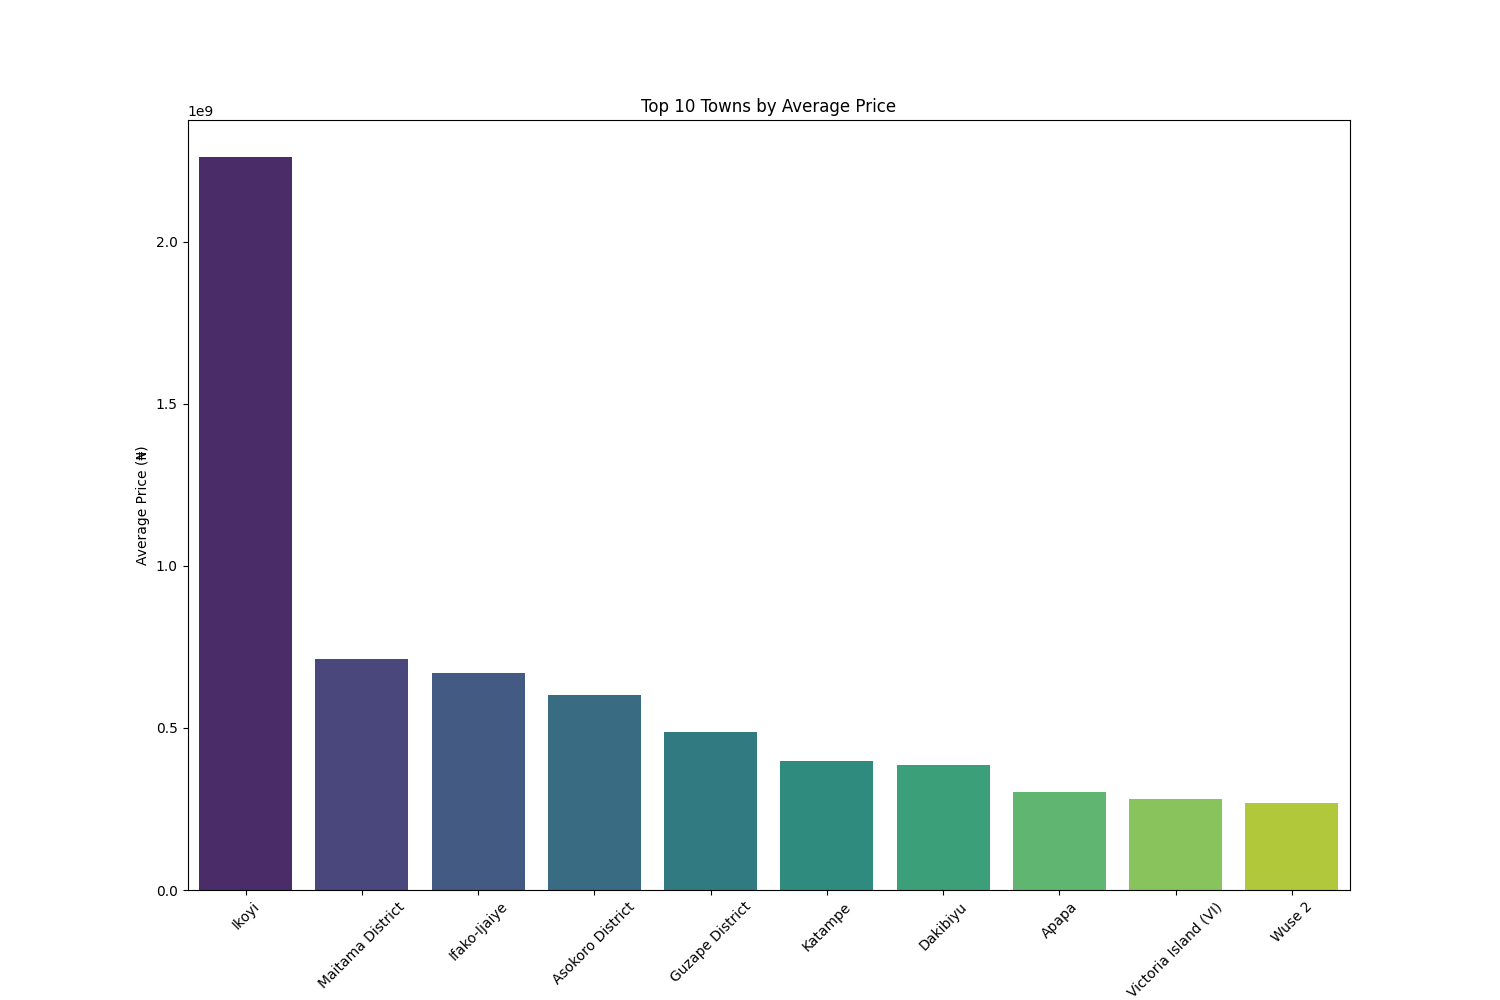 Top 10 Towns by Average Price
1e9
2.0
1.5
1.0
0.5
0.0
Average Price (₦)
Ikoyi
Maitama District
Ifako-Ijaiye
Asokoro District
Guzape District
Katampe
Dakibiyu
Apapa
Victoria Island (VI)
Wuse 2